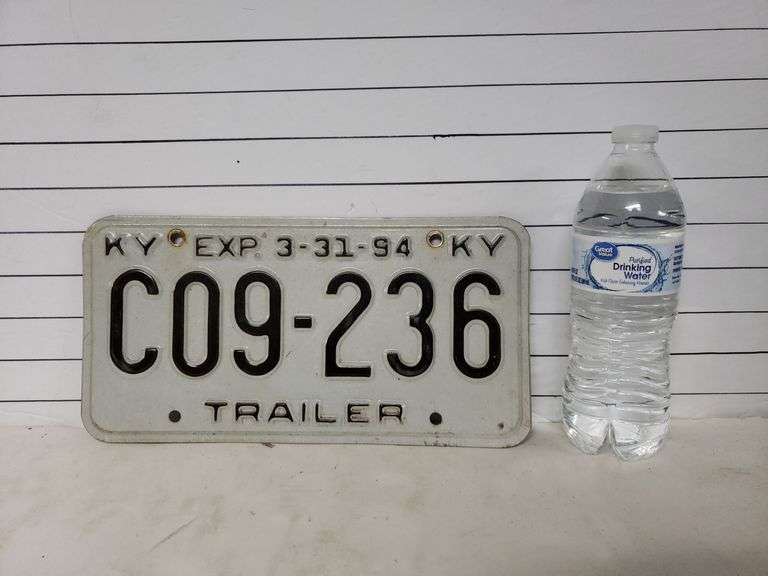 KY EXP 3-31-94 KY
C09-236
TRAILER
Great Value
Purified
Drinking
Water